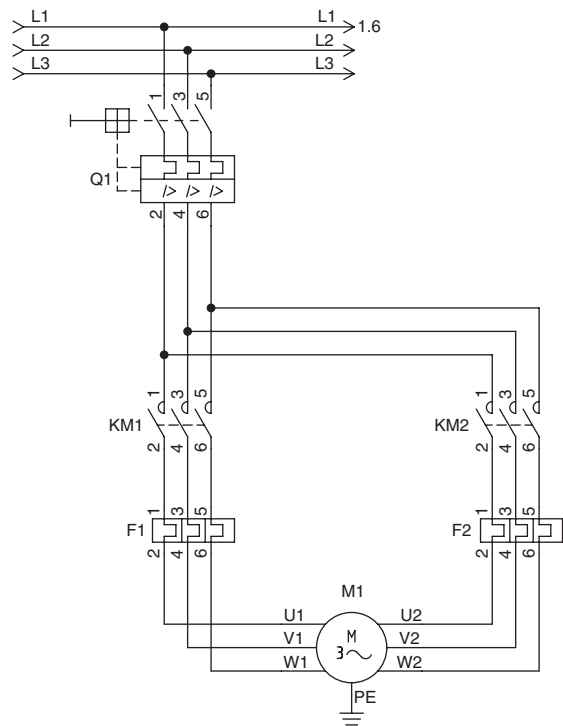 L1 L1
1.6
L2 L2
L3 L3
1 3 5
Q1
I> I> I>
2 4 6
1 3 5 1 3 5
KM1 KM2
2 4 6 2 4 6
1 3 5 1 3 5
F1 F2
2 4 6 2 4 6
M1
U1 U2
M
V1 V2
3
W1 W2
PE